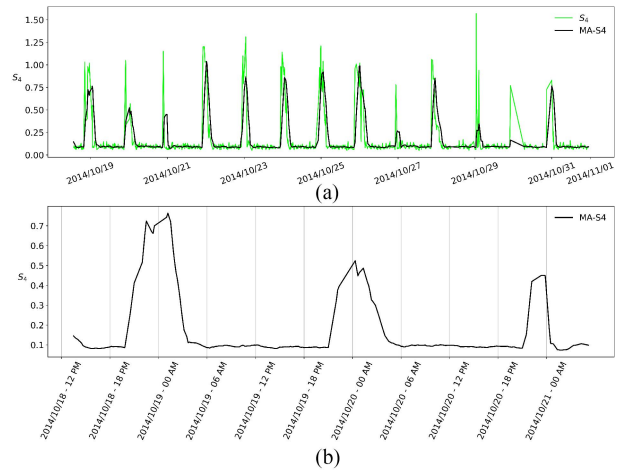 1.50
1.25
1.00
0.75
0.50
0.25
0.00
S₄
S₄
MA-S4
2014/10/19
2014/10/21
2014/10/23
2014/10/25
2014/10/27
2014/10/29
2014/10/31
2014/11/01
(a)
0.7
0.6
0.5
0.4
0.3
0.2
0.1
S₄
MA-S4
2014/10/18 - 12 PM
2014/10/18 - 18 PM
2014/10/19 - 00 AM
2014/10/19 - 06 AM
2014/10/19 - 12 PM
2014/10/19 - 18 PM
2014/10/20 - 00 AM
2014/10/20 - 06 AM
2014/10/20 - 12 PM
2014/10/20 - 18 PM
2014/10/21 - 00 AM
(b)